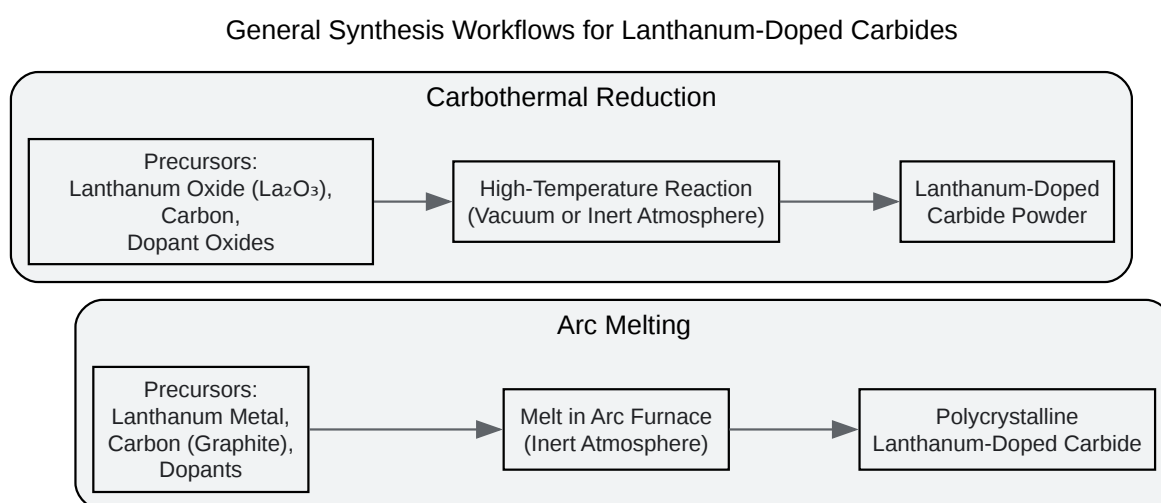 General Synthesis Workflows for Lanthanum-Doped Carbides
Carbothermal Reduction
Precursors:
Lanthanum Oxide (La₂O₃),
Carbon,
Dopant Oxides
High-Temperature Reaction
(Vacuum or Inert Atmosphere)
Lanthanum-Doped
Carbide Powder
Arc Melting
Precursors:
Lanthanum Metal,
Carbon (Graphite),
Dopants
Melt in Arc Furnace
(Inert Atmosphere)
Polycrystalline
Lanthanum-Doped Carbide